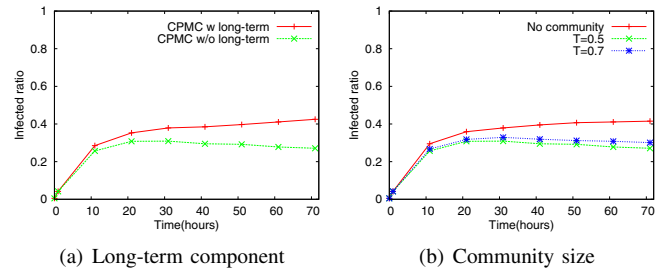 1
0.8
0.6
0.4
0.2
0
Infected ratio
CPMC w long-term
CPMC w/o long-term
0 10 20 30 40 50 60 70
Time(hours)
(a) Long-term component
1
0.8
0.6
0.4
0.2
0
Infected ratio
No community
T=0.5
T=0.7
0 10 20 30 40 50 60 70
Time(hours)
(b) Community size